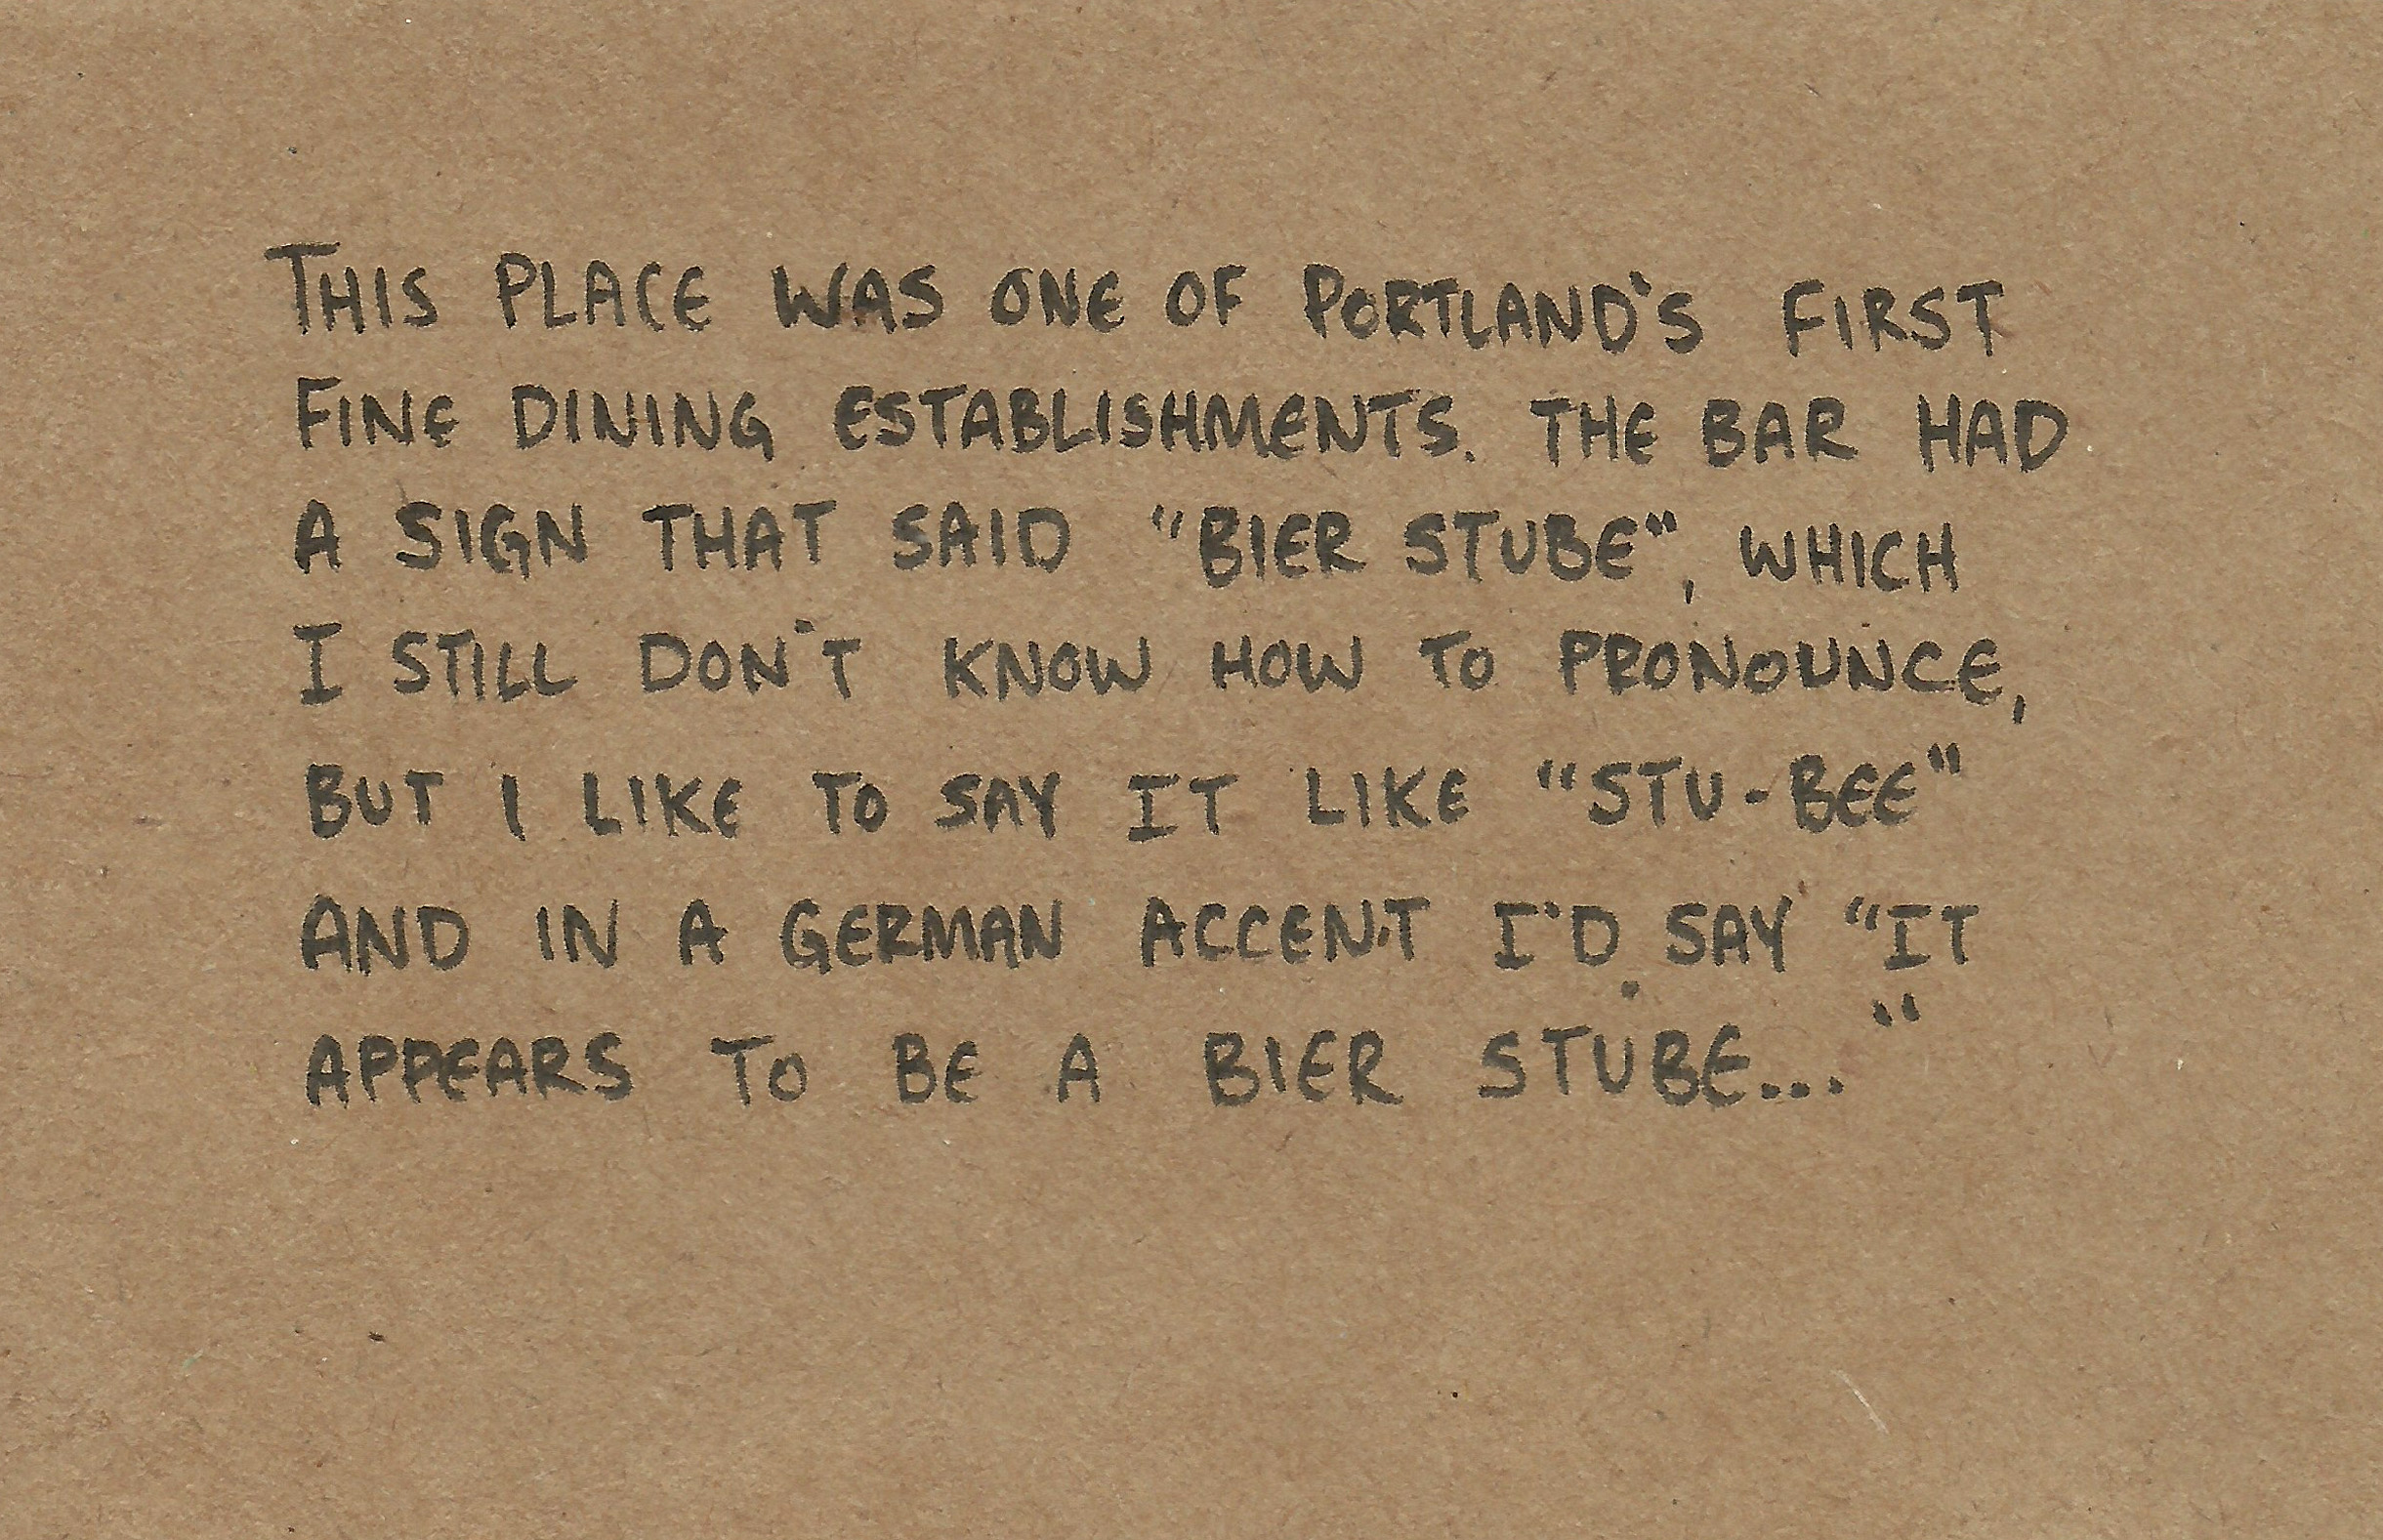 THIS PLACE WAS ONE OF PORTLAND'S FIRST
FINE DINING ESTABLISHMENTS. THE BAR HAD
A SIGN THAT SAID "BIER STUBE", WHICH
I STILL DON'T KNOW HOW TO PRONOUNCE,
BUT I LIKE TO SAY IT LIKE "STU-BEE"
AND IN A GERMAN ACCENT I'D SAY "IT
APPEARS TO BE A BIER STUBE..."